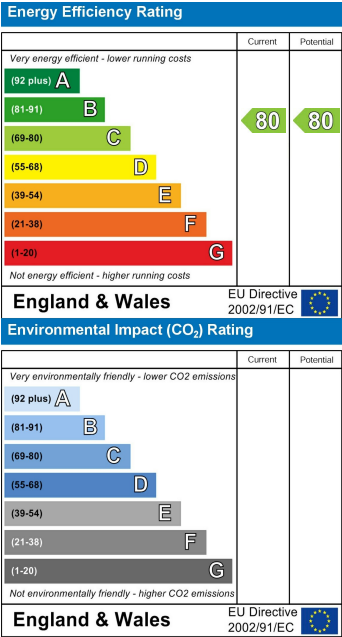 Energy Efficiency Rating
Current Potential
Very energy efficient - lower running costs
(92 plus) A
(81-91) B
80 80
(69-80) C
(55-68) D
(39-54) E
(21-38) F
(1-20) G
Not energy efficient - higher running costs
England & Wales
EU Directive
2002/91/EC
Environmental Impact (CO₂) Rating
Current Potential
Very environmentally friendly - lower CO2 emissions
(92 plus) A
(81-91) B
(69-80) C
(55-68) D
(39-54) E
(21-38) F
(1-20) G
Not environmentally friendly - higher CO2 emissions
England & Wales
EU Directive
2002/91/EC